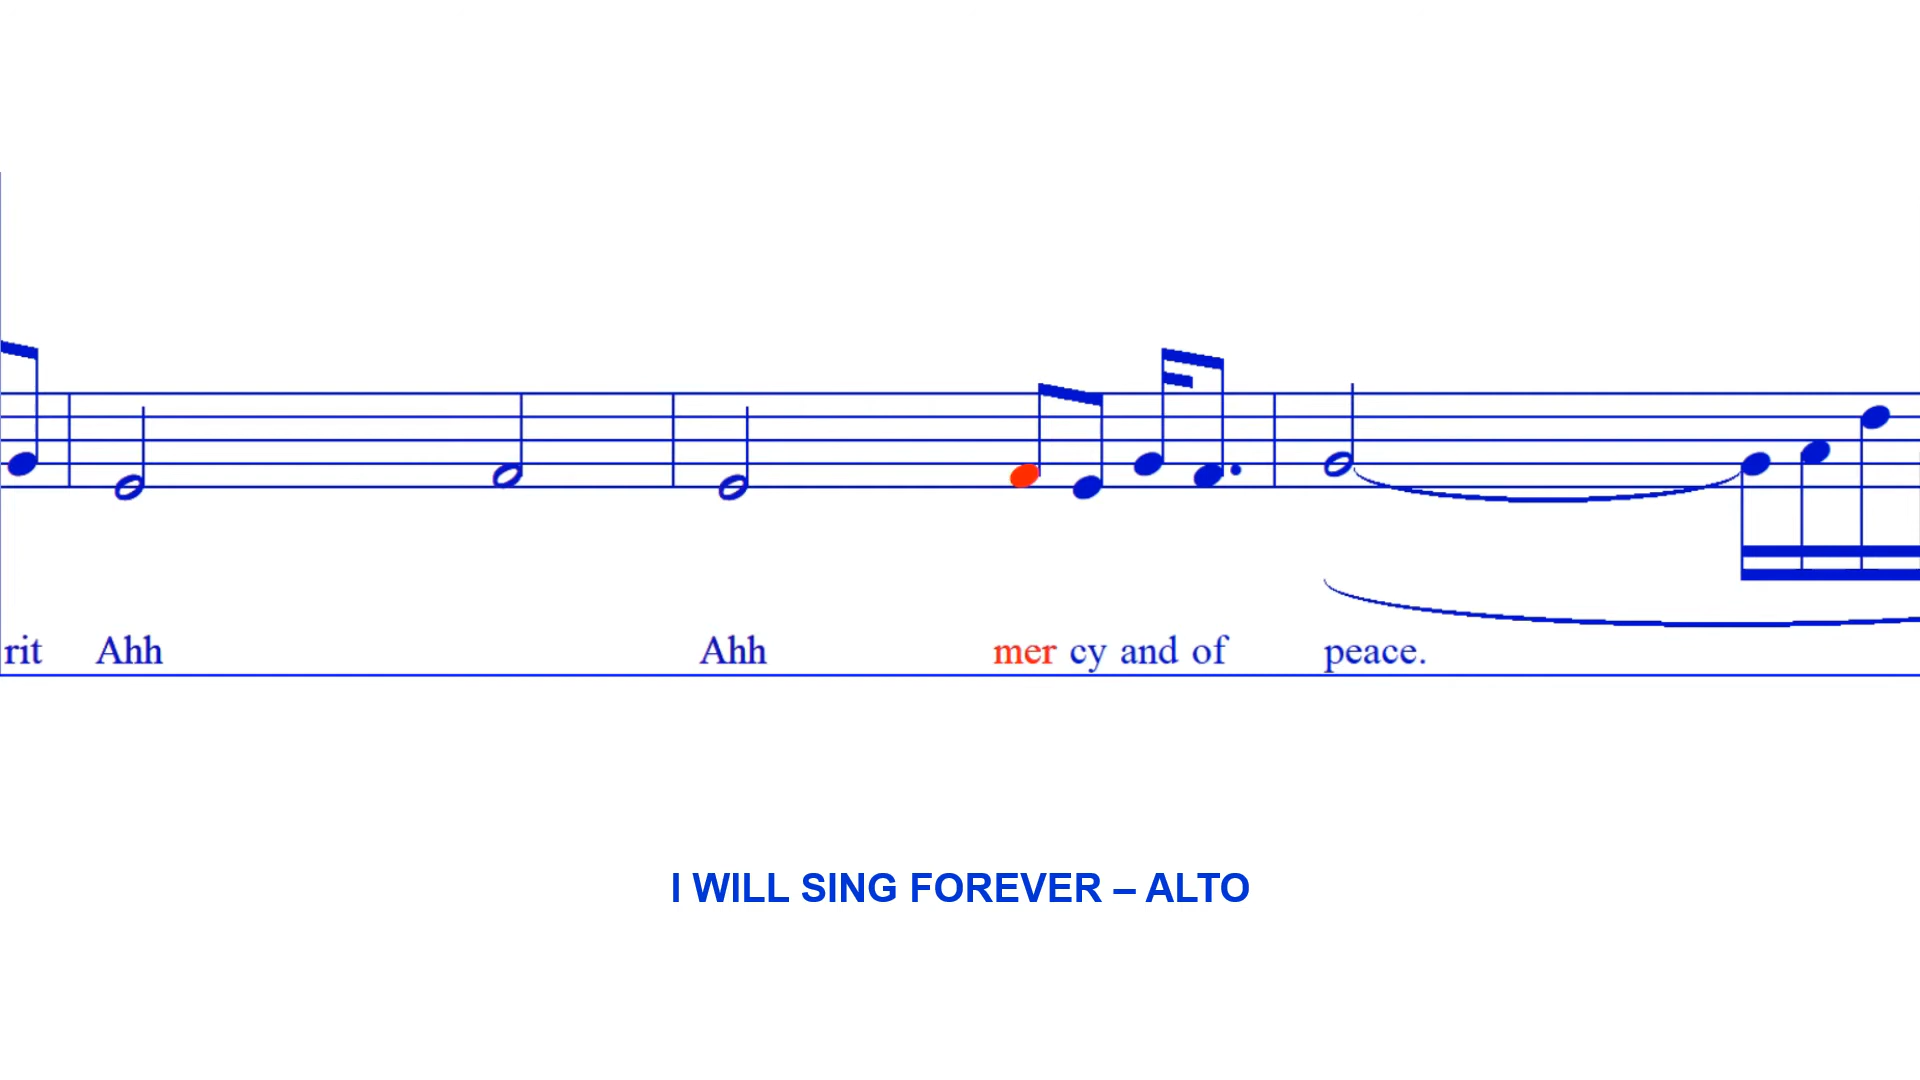 rit Ahh Ahh mer cy and of peace.
I WILL SING FOREVER – ALTO